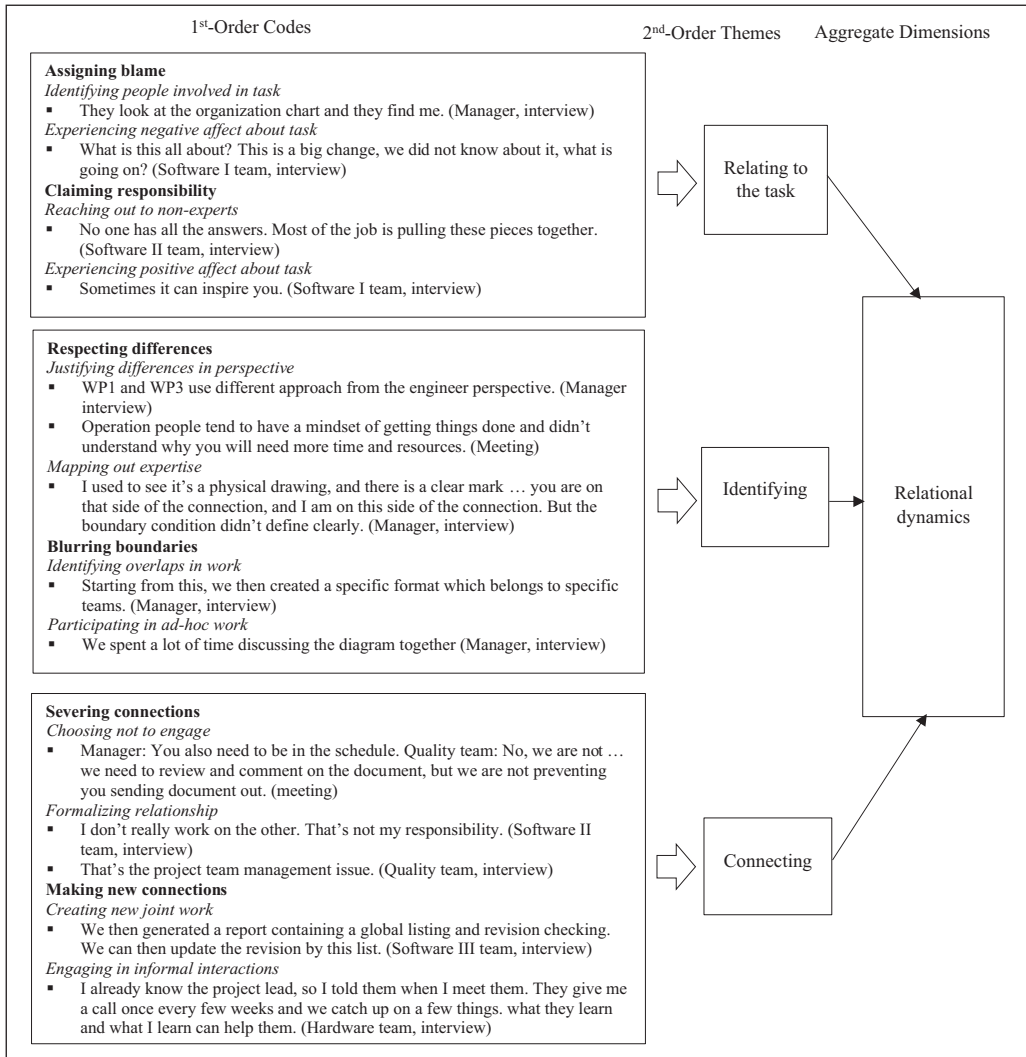 1st-Order Codes
2nd-Order Themes
Aggregate Dimensions
Assigning blame
Identifying people involved in task
▪ They look at the organization chart and they find me. (Manager, interview)
Experiencing negative affect about task
▪ What is this all about? This is a big change, we did not know about it, what is
going on? (Software I team, interview)
Claiming responsibility
Reaching out to non-experts
▪ No one has all the answers. Most of the job is pulling these pieces together.
(Software II team, interview)
Experiencing positive affect about task
▪ Sometimes it can inspire you. (Software I team, interview)
Relating to
the task
Respecting differences
Justifying differences in perspective
▪ WP1 and WP3 use different approach from the engineer perspective. (Manager
interview)
▪ Operation people tend to have a mindset of getting things done and didn’t
understand why you will need more time and resources. (Meeting)
Mapping out expertise
▪ I used to see it’s a physical drawing, and there is a clear mark … you are on
that side of the connection, and I am on this side of the connection. But the
boundary condition didn’t define clearly. (Manager, interview)
Blurring boundaries
Identifying overlaps in work
▪ Starting from this, we then created a specific format which belongs to specific
teams. (Manager, interview)
Participating in ad-hoc work
▪ We spent a lot of time discussing the diagram together (Manager, interview)
Identifying
Relational
dynamics
Severing connections
Choosing not to engage
▪ Manager: You also need to be in the schedule. Quality team: No, we are not …
we need to review and comment on the document, but we are not preventing
you sending document out. (meeting)
Formalizing relationship
▪ I don’t really work on the other. That’s not my responsibility. (Software II
team, interview)
▪ That’s the project team management issue. (Quality team, interview)
Making new connections
Creating new joint work
▪ We then generated a report containing a global listing and revision checking.
We can then update the revision by this list. (Software III team, interview)
Engaging in informal interactions
▪ I already know the project lead, so I told them when I meet them. They give me
a call once every few weeks and we catch up on a few things. what they learn
and what I learn can help them. (Hardware team, interview)
Connecting